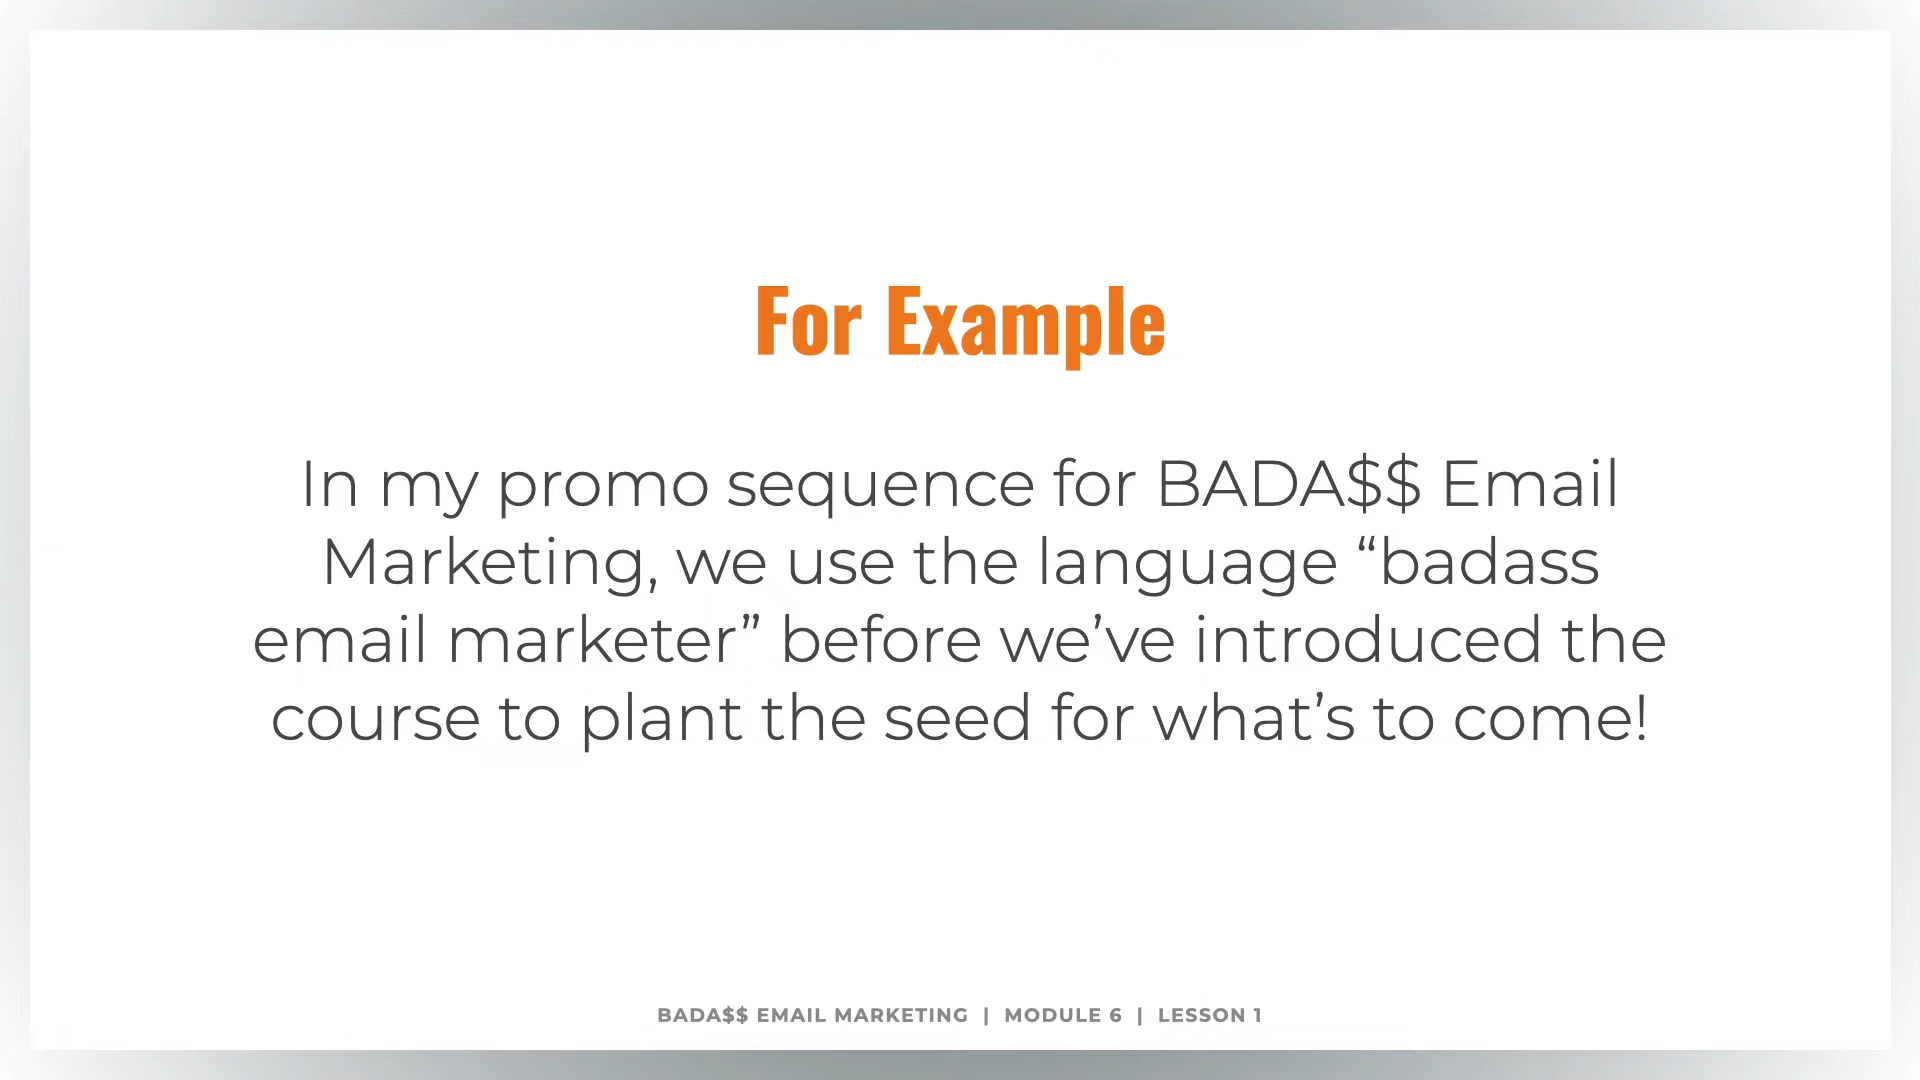 For Example
In my promo sequence for BADA$$ Email
Marketing, we use the language “badass
email marketer” before we’ve introduced the
course to plant the seed for what’s to come!
BADA$$ EMAIL MARKETING | MODULE 6 | LESSON 1